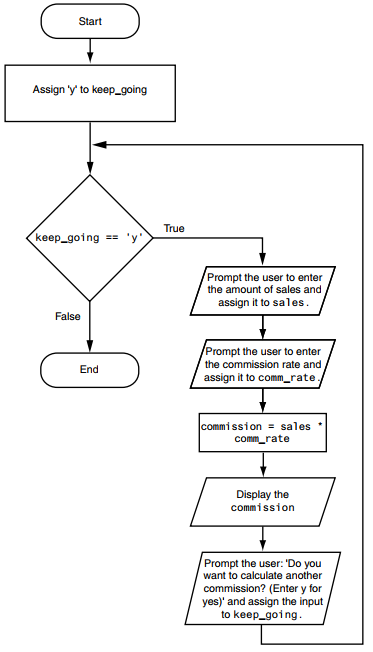 Start
Assign 'y' to keep_going
keep_going == 'y'
True
False
End
Prompt the user to enter
the amount of sales and
assign it to sales.
Prompt the user to enter
the commission rate and
assign it to comm_rate.
commission = sales *
comm_rate
Display the
commission
Prompt the user: 'Do you
want to calculate another
commission? (Enter y for
yes)' and assign the input
to keep_going.